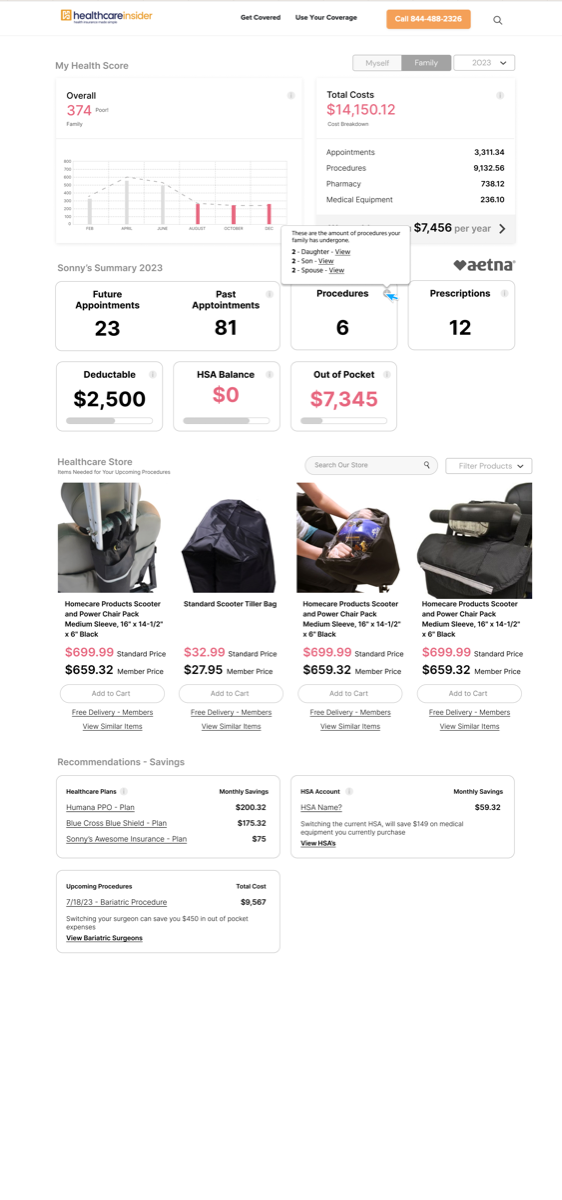 healthcareinsider
health insurance made simple
Get Covered
Use Your Coverage
Call 844-488-2326
My Health Score
Myself
Family
2023
Overall
374 Poor!
Family
Total Costs
$14,150.12
Cost Breakdown
800
700
600
500
400
300
200
100
0
FEB
APRIL
JUNE
AUGUST
OCTOBER
DEC
Appointments 3,311.34
Procedures 9,132.56
Pharmacy 738.12
Medical Equipment 236.10
$7,456 per year
These are the amount of procedures your
family has undergone.
2 - Daughter - View
2 - Son - View
2 - Spouse - View
Sonny's Summary 2023
aetna
Future
Appointments
23
Past
Apptointments
81
Procedures
6
Prescriptions
12
Deductable
$2,500
HSA Balance
$0
Out of Pocket
$7,345
Healthcare Store
Items Needed for Your Upcoming Procedures
Search Our Store
Filter Products
Homecare Products Scooter
and Power Chair Pack
Medium Sleeve, 16" x 14-1/2"
x 6" Black
$699.99 Standard Price
$659.32 Member Price
Add to Cart
Free Delivery - Members
View Similar Items
Standard Scooter Tiller Bag
$32.99 Standard Price
$27.95 Member Price
Add to Cart
Free Delivery - Members
View Similar Items
Homecare Products Scooter
and Power Chair Pack
Medium Sleeve, 16" x 14-1/2"
x 6" Black
$699.99 Standard Price
$659.32 Member Price
Add to Cart
Free Delivery - Members
View Similar Items
Homecare Products Scooter
and Power Chair Pack
Medium Sleeve, 16" x 14-1/2"
x 6" Black
$699.99 Standard Price
$659.32 Member Price
Add to Cart
Free Delivery - Members
View Similar Items
Recommendations - Savings
Healthcare Plans Monthly Savings
Humana PPO - Plan $200.32
Blue Cross Blue Shield - Plan $175.32
Sonny's Awesome Insurance - Plan $75
HSA Account Monthly Savings
HSA Name? $59.32
Switching the current HSA, will save $149 on medical
equipment you currently purchase
View HSA's
Upcoming Procedures Total Cost
7/18/23 - Bariatric Procedure $9,567
Switching your surgeon can save you $450 in out of pocket
expenses
View Bariatric Surgeons